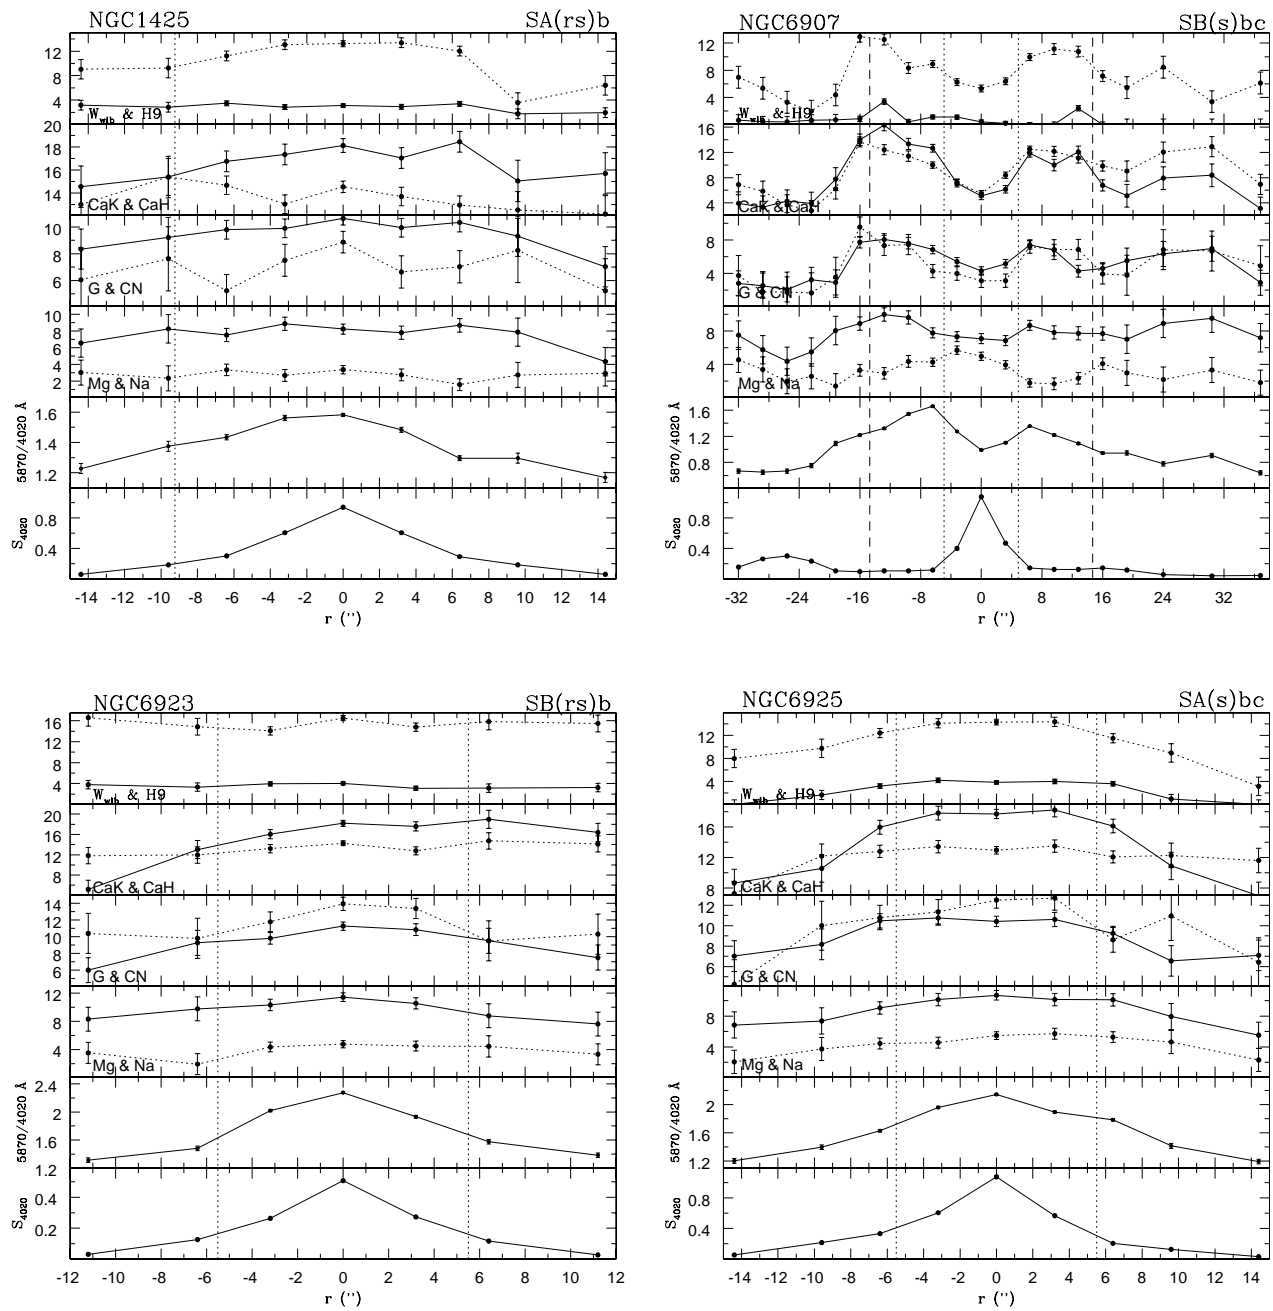 NGC1425 SA(rs)b
12
8
4
W_wlb & H9
20
18
16
14
CaK & CaH
10
8
6
G & CN
10
8
6
4
2
Mg & Na
1.6
1.4
1.2
5870/4020 Å
0.8
0.4
S_4020
-14 -12 -10 -8 -6 -4 -2 0 2 4 6 8 10 12 14
r (")
NGC6907 SB(s)bc
12
8
4
W_wlb & H9
16
12
8
4
CaK & CaH
8
4
G & CN
8
4
Mg & Na
1.6
1.2
0.8
5870/4020 Å
0.8
0.4
S_4020
-32 -24 -16 -8 0 8 16 24 32
r (")
NGC6923 SB(rs)b
16
12
8
4
W_wlb & H9
20
16
12
8
CaK & CaH
14
12
10
8
6
G & CN
12
8
4
Mg & Na
2.4
2
1.6
1.2
5870/4020 Å
0.4
0.2
S_4020
-12 -10 -8 -6 -4 -2 0 2 4 6 8 10 12
r (")
NGC6925 SA(s)bc
12
8
4
W_wlb & H9
16
12
8
CaK & CaH
12
10
8
6
G & CN
8
4
Mg & Na
2
1.6
1.2
5870/4020 Å
0.8
0.4
S_4020
-14 -12 -10 -8 -6 -4 -2 0 2 4 6 8 10 12 14
r (")